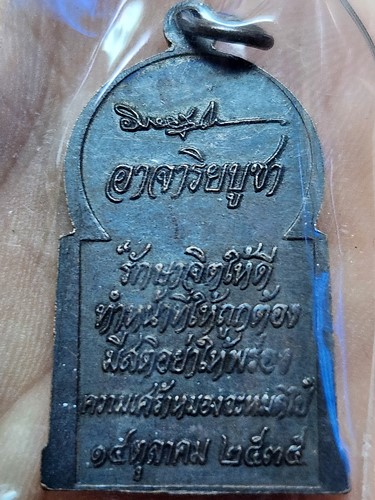 อาจาริยบูชา
รักษาจิตให้ดี
ทำหน้าที่ให้ถูกต้อง
มีสติอย่าให้พร่อง
ความเศร้าหมองจะหมดไป
๑๕ ตุลาคม ๒๕๓๕